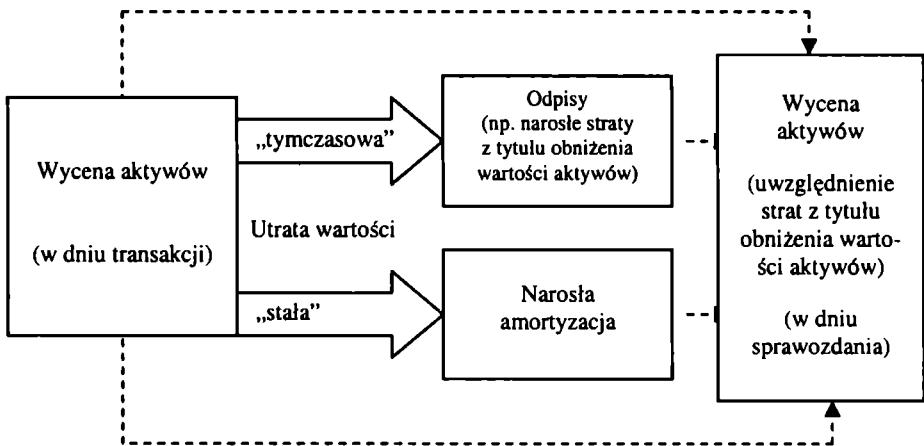 Wycena aktywów
(w dniu transakcji)
„tymczasowa”
Utrata wartości
„stała”
Odpisy
(np. narosłe straty
z tytułu obniżenia
wartości aktywów)
Narosła
amortyzacja
Wycena
aktywów
(uwzględnienie
strat z tytułu
obniżenia warto-
ści aktywów)
(w dniu
sprawozdania)